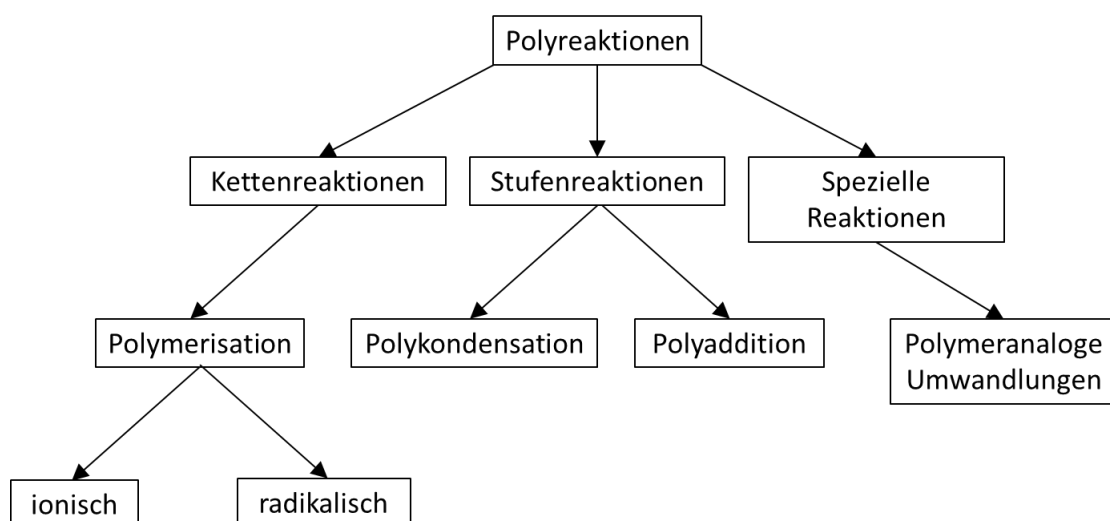 Polyreaktionen
Kettenreaktionen
Stufenreaktionen
Spezielle
Reaktionen
Polymerisation
Polykondensation
Polyaddition
Polymeranaloge
Umwandlungen
ionisch
radikalisch